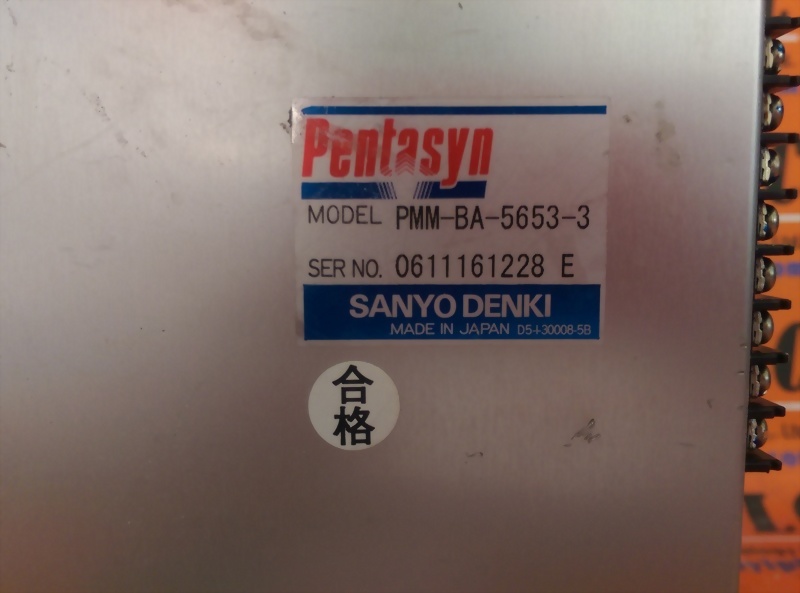 Pentasyn
MODEL PMM-BA-5653-3
SER NO. 0611161228 E
SANYO DENKI
MADE IN JAPAN D5-I-30008-5B
合
格